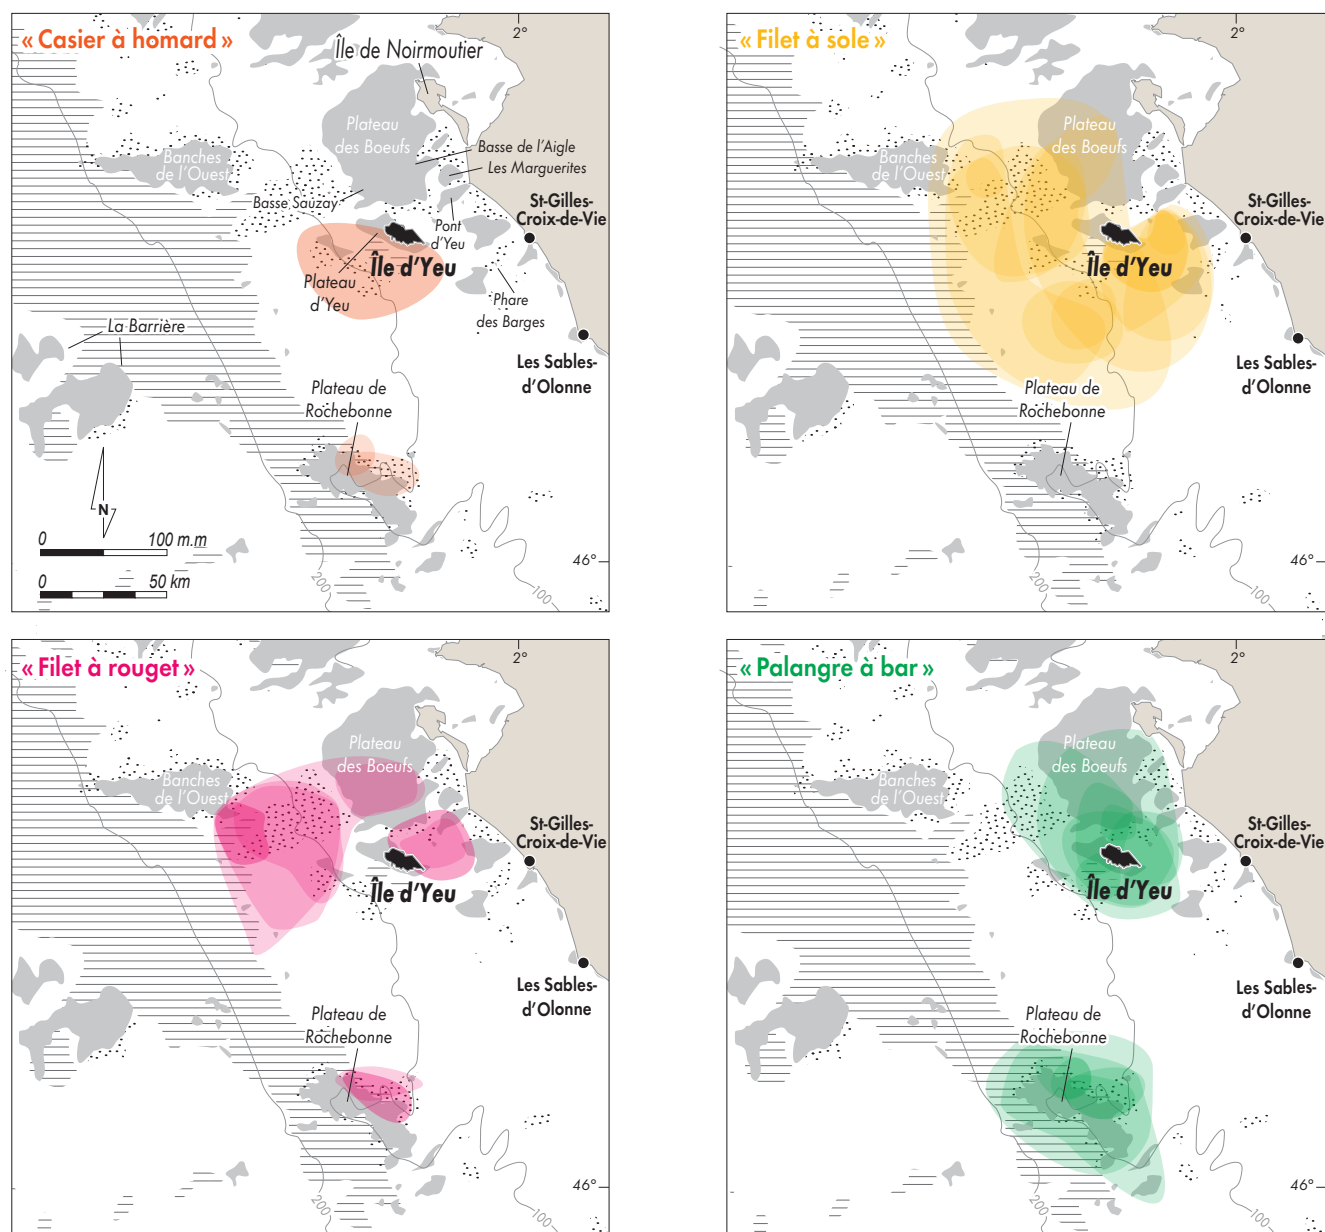 « Casier à homard »
Île de Noirmoutier
2°
Plateau
des Boeufs
Banches
de l'Ouest
Basse de l'Aigle
Les Marguerites
Basse Sauzay
St-Gilles-
Croix-de-Vie
Pont
d'Yeu
Île d'Yeu
Plateau
d'Yeu
Phare
des Barges
La Barrière
Les Sables-
d'Olonne
Plateau de
Rochebonne
N
0 100 m.m
0 50 km
46°
200
100
« Filet à sole »
2°
Plateau
des Boeufs
Banches
de l'Ouest
St-Gilles-
Croix-de-Vie
Île d'Yeu
Les Sables-
d'Olonne
Plateau de
Rochebonne
46°
200
100
« Filet à rouget »
2°
Plateau
des Boeufs
Banches
de l'Ouest
St-Gilles-
Croix-de-Vie
Île d'Yeu
Les Sables-
d'Olonne
Plateau de
Rochebonne
46°
200
100
« Palangre à bar »
2°
Plateau
des Boeufs
Banches
de l'Ouest
St-Gilles-
Croix-de-Vie
Île d'Yeu
Les Sables-
d'Olonne
Plateau de
Rochebonne
46°
200
100